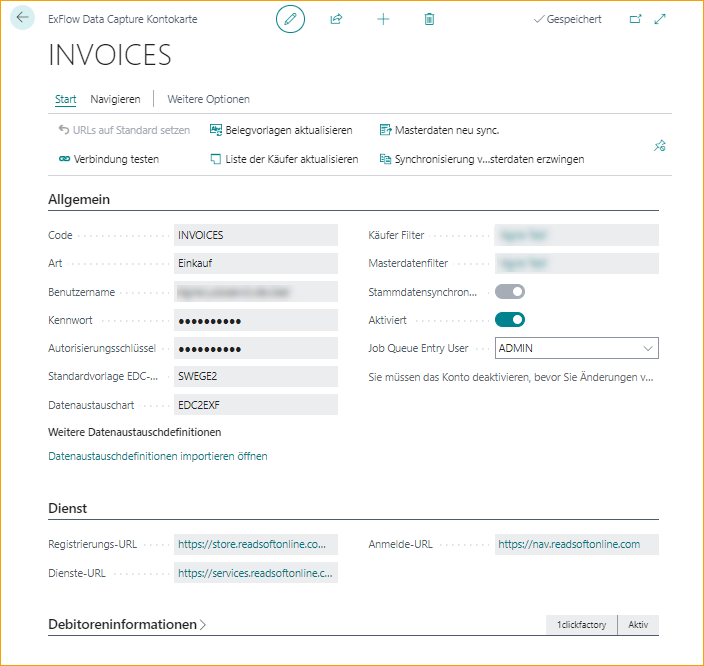 ExFlow Data Capture Kontokarte
Gespeichert
INVOICES
Start Navigieren Weitere Optionen
URLs auf Standard setzen Belegvorlagen aktualisieren Masterdaten neu sync.
Verbindung testen Liste der Käufer aktualisieren Synchronisierung v...sterdaten erzwingen
Allgemein
Code INVOICES Käufer Filter
Art Einkauf Masterdatenfilter
Benutzername Stammdatensynchron...
Kennwort ●●●●●●●●●● Aktiviert
Autorisierungsschlüssel ●●●●●●●●●● Job Queue Entry User ADMIN
Standardvorlage EDC-... SWEGE2 Sie müssen das Konto deaktivieren, bevor Sie Änderungen v...
Datenaustauschart EDC2EXF
Weitere Datenaustauschdefinitionen
Datenaustauschdefinitionen importieren öffnen
Dienst
Registrierungs-URL https://store.readsoftonline.co... Anmelde-URL https://nav.readsoftonline.com
Dienste-URL https://services.readsoftonline.c...
Debitoreninformationen 1clickfactory Aktiv